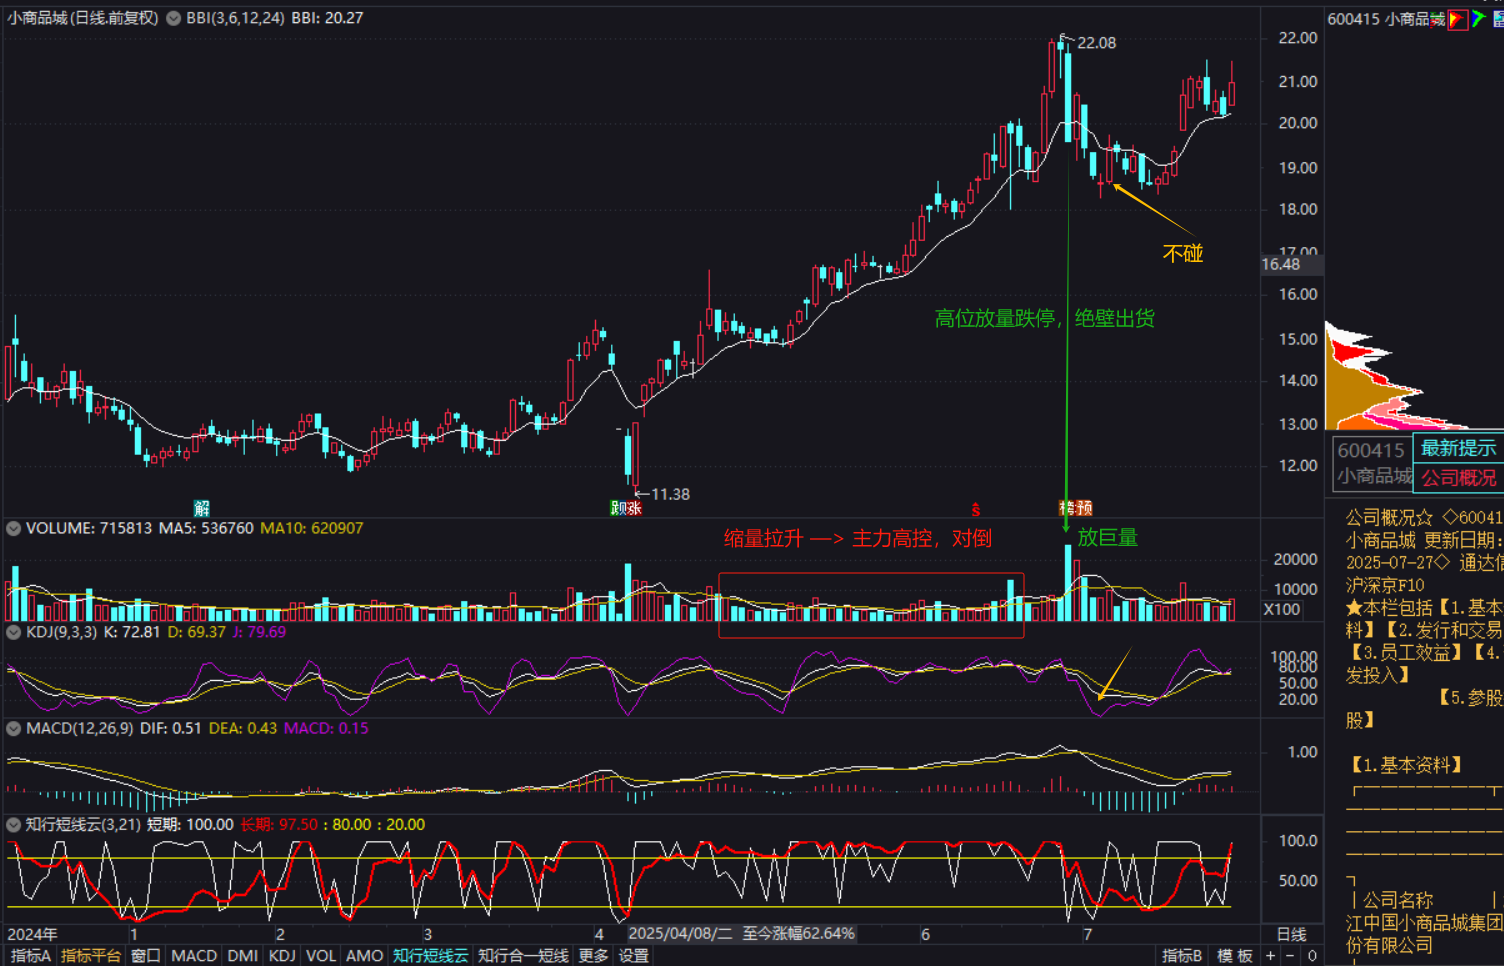 小商品城(日线.前复权) BBI(3,6,12,24) BBI: 20.27
600415 小商品城
22.08
22.00
21.00
20.00
19.00
18.00
17.00
16.48
16.00
15.00
14.00
13.00
12.00
不碰
高位放量跌停，绝壁出货
11.38
解
涨
预
VOLUME: 715813 MA5: 536760 MA10: 620907
缩量拉升 —> 主力高控，对倒
放巨量
20000
10000
X100
KDJ(9,3,3) K: 72.81 D: 69.37 J: 79.69
100.00
80.00
50.00
20.00
MACD(12,26,9) DIF: 0.51 DEA: 0.43 MACD: 0.15
1.00
知行短线云(3,21) 短期: 100.00 长期: 97.50 : 80.00 : 20.00
100.0
50.00
2024年 1 2 3 4 2025/04/08/二 至今涨幅62.64% 6 7 日线
指标A 指标平台 窗口 MACD DMI KDJ VOL AMO 知行短线云 知行合一短线 更多 设置 指标B 模板 + − 0
600415
小商品城
最新提示
公司概况
公司概况☆ ◇60041
小商品城 更新日期:
2025-07-27◇ 通达信
沪深京F10
★本栏包括【1.基本
料】【2.发行和交易
【3.员工效益】【4.
发投入】
【5.参股
股】
【1.基本资料】
公司名称
江中国小商品城集团
份有限公司